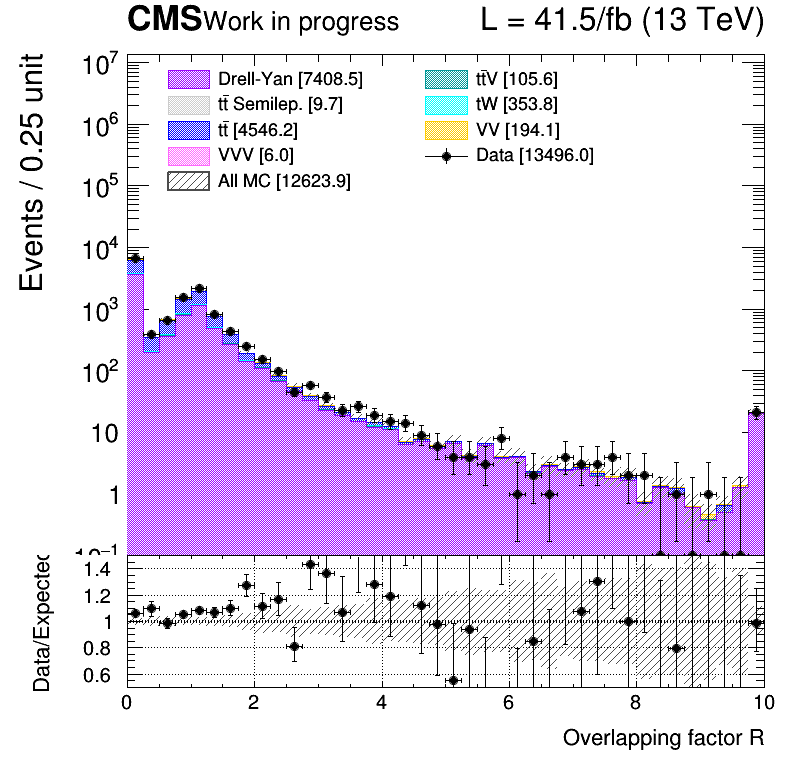 CMS Work in progress L = 41.5/fb (13 TeV)
Events / 0.25 unit
10⁷
10⁶
10⁵
10⁴
10³
10²
10
1
10⁻¹
Drell-Yan [7408.5]
tt̄ Semilep. [9.7]
tt̄ [4546.2]
VVV [6.0]
All MC [12623.9]
tt̄V [105.6]
tW [353.8]
VV [194.1]
Data [13496.0]
Data/Expected
1.4
1.2
1
0.8
0.6
0 2 4 6 8 10
Overlapping factor R